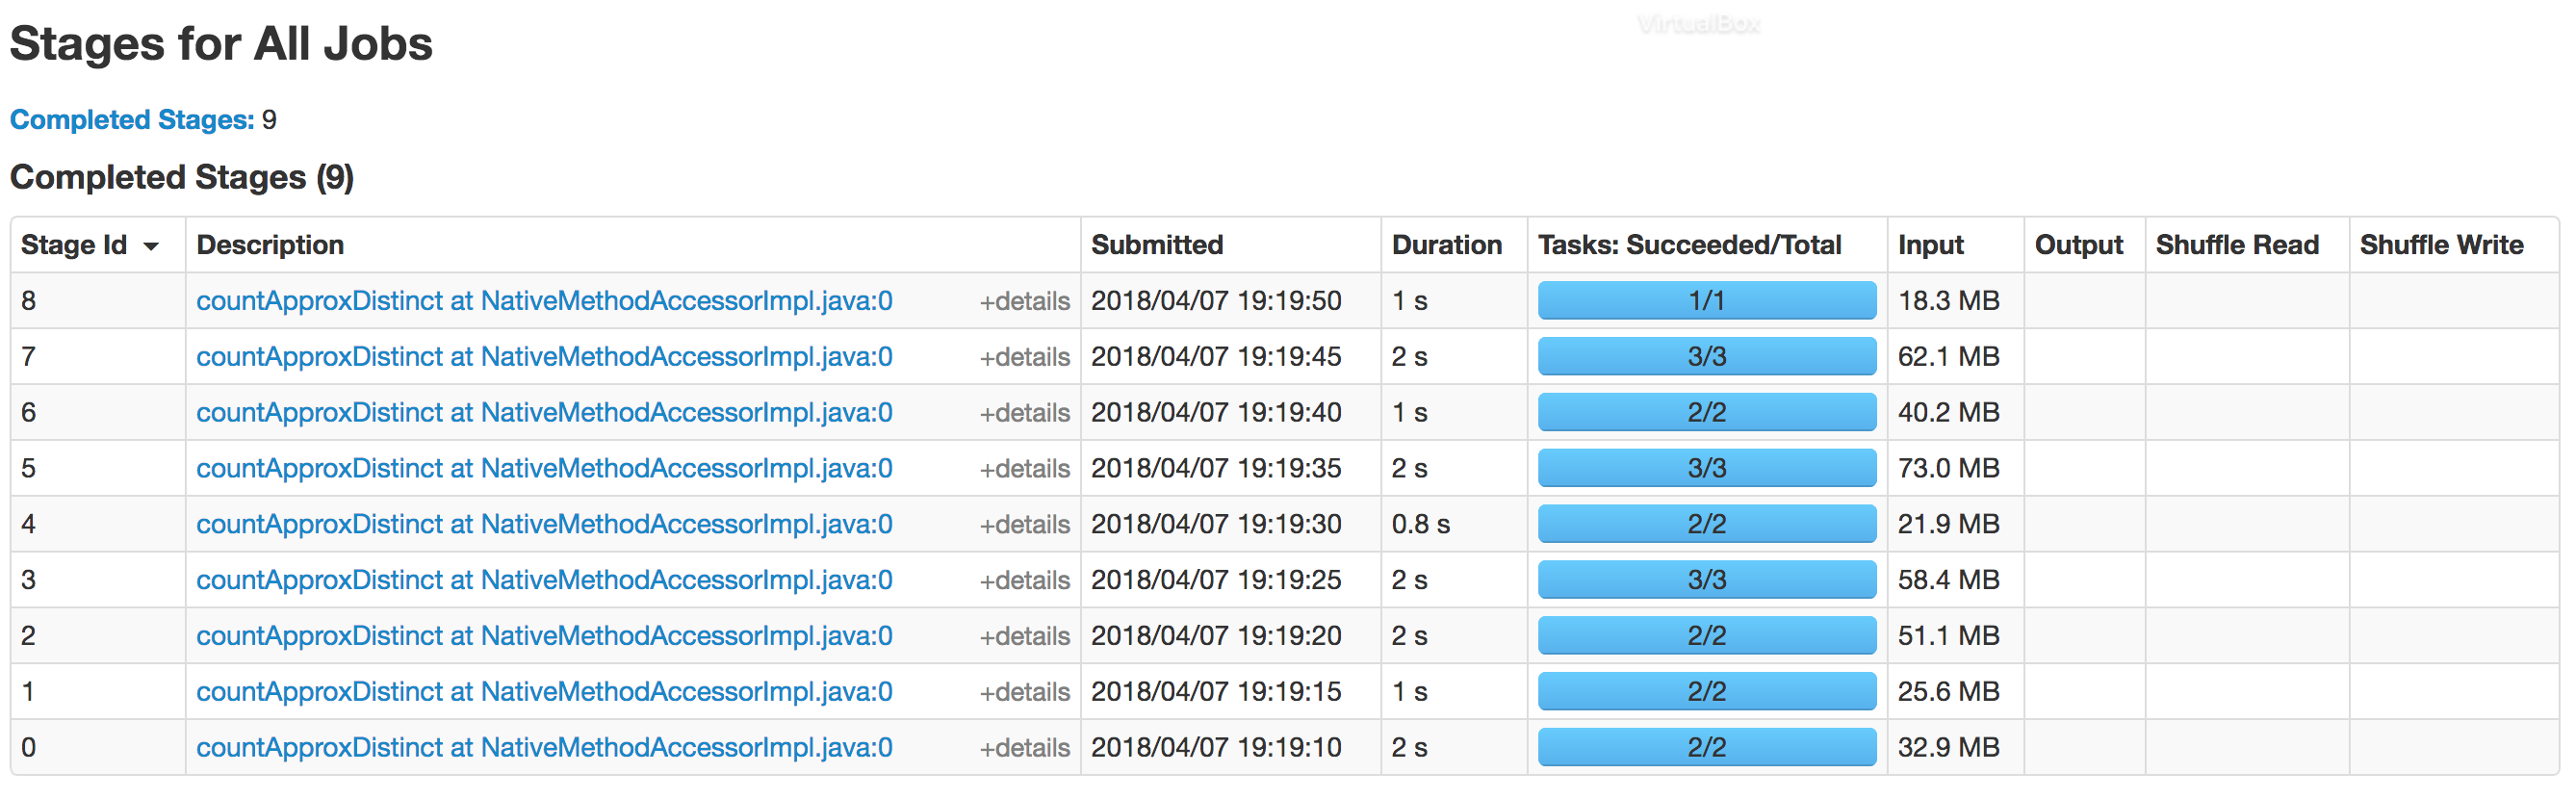 VirtualBox
Stages for All Jobs
Completed Stages: 9
Completed Stages (9)
Stage Id Description Submitted Duration Tasks: Succeeded/Total Input Output Shuffle Read Shuffle Write
8 countApproxDistinct at NativeMethodAccessorImpl.java:0 +details 2018/04/07 19:19:50 1 s 1/1 18.3 MB
7 countApproxDistinct at NativeMethodAccessorImpl.java:0 +details 2018/04/07 19:19:45 2 s 3/3 62.1 MB
6 countApproxDistinct at NativeMethodAccessorImpl.java:0 +details 2018/04/07 19:19:40 1 s 2/2 40.2 MB
5 countApproxDistinct at NativeMethodAccessorImpl.java:0 +details 2018/04/07 19:19:35 2 s 3/3 73.0 MB
4 countApproxDistinct at NativeMethodAccessorImpl.java:0 +details 2018/04/07 19:19:30 0.8 s 2/2 21.9 MB
3 countApproxDistinct at NativeMethodAccessorImpl.java:0 +details 2018/04/07 19:19:25 2 s 3/3 58.4 MB
2 countApproxDistinct at NativeMethodAccessorImpl.java:0 +details 2018/04/07 19:19:20 2 s 2/2 51.1 MB
1 countApproxDistinct at NativeMethodAccessorImpl.java:0 +details 2018/04/07 19:19:15 1 s 2/2 25.6 MB
0 countApproxDistinct at NativeMethodAccessorImpl.java:0 +details 2018/04/07 19:19:10 2 s 2/2 32.9 MB